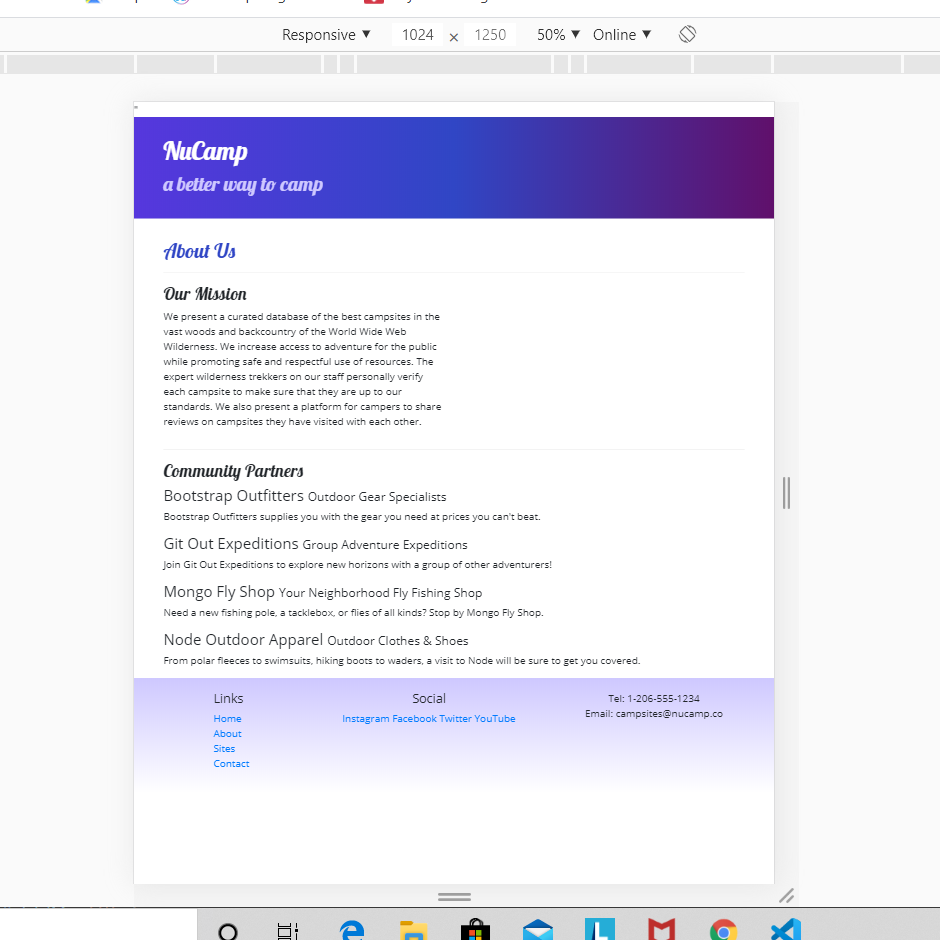 Responsive ▼ 1024 × 1250 50% ▼ Online ▼
NuCamp
a better way to camp
About Us
Our Mission
We present a curated database of the best campsites in the
vast woods and backcountry of the World Wide Web
Wilderness. We increase access to adventure for the public
while promoting safe and respectful use of resources. The
expert wilderness trekkers on our staff personally verify
each campsite to make sure that they are up to our
standards. We also present a platform for campers to share
reviews on campsites they have visited with each other.
Community Partners
Bootstrap Outfitters Outdoor Gear Specialists
Bootstrap Outfitters supplies you with the gear you need at prices you can't beat.
Git Out Expeditions Group Adventure Expeditions
Join Git Out Expeditions to explore new horizons with a group of other adventurers!
Mongo Fly Shop Your Neighborhood Fly Fishing Shop
Need a new fishing pole, a tacklebox, or flies of all kinds? Stop by Mongo Fly Shop.
Node Outdoor Apparel Outdoor Clothes & Shoes
From polar fleeces to swimsuits, hiking boots to waders, a visit to Node will be sure to get you covered.
Links
Home
About
Sites
Contact
Social
Instagram Facebook Twitter YouTube
Tel: 1-206-555-1234
Email: campsites@nucamp.co